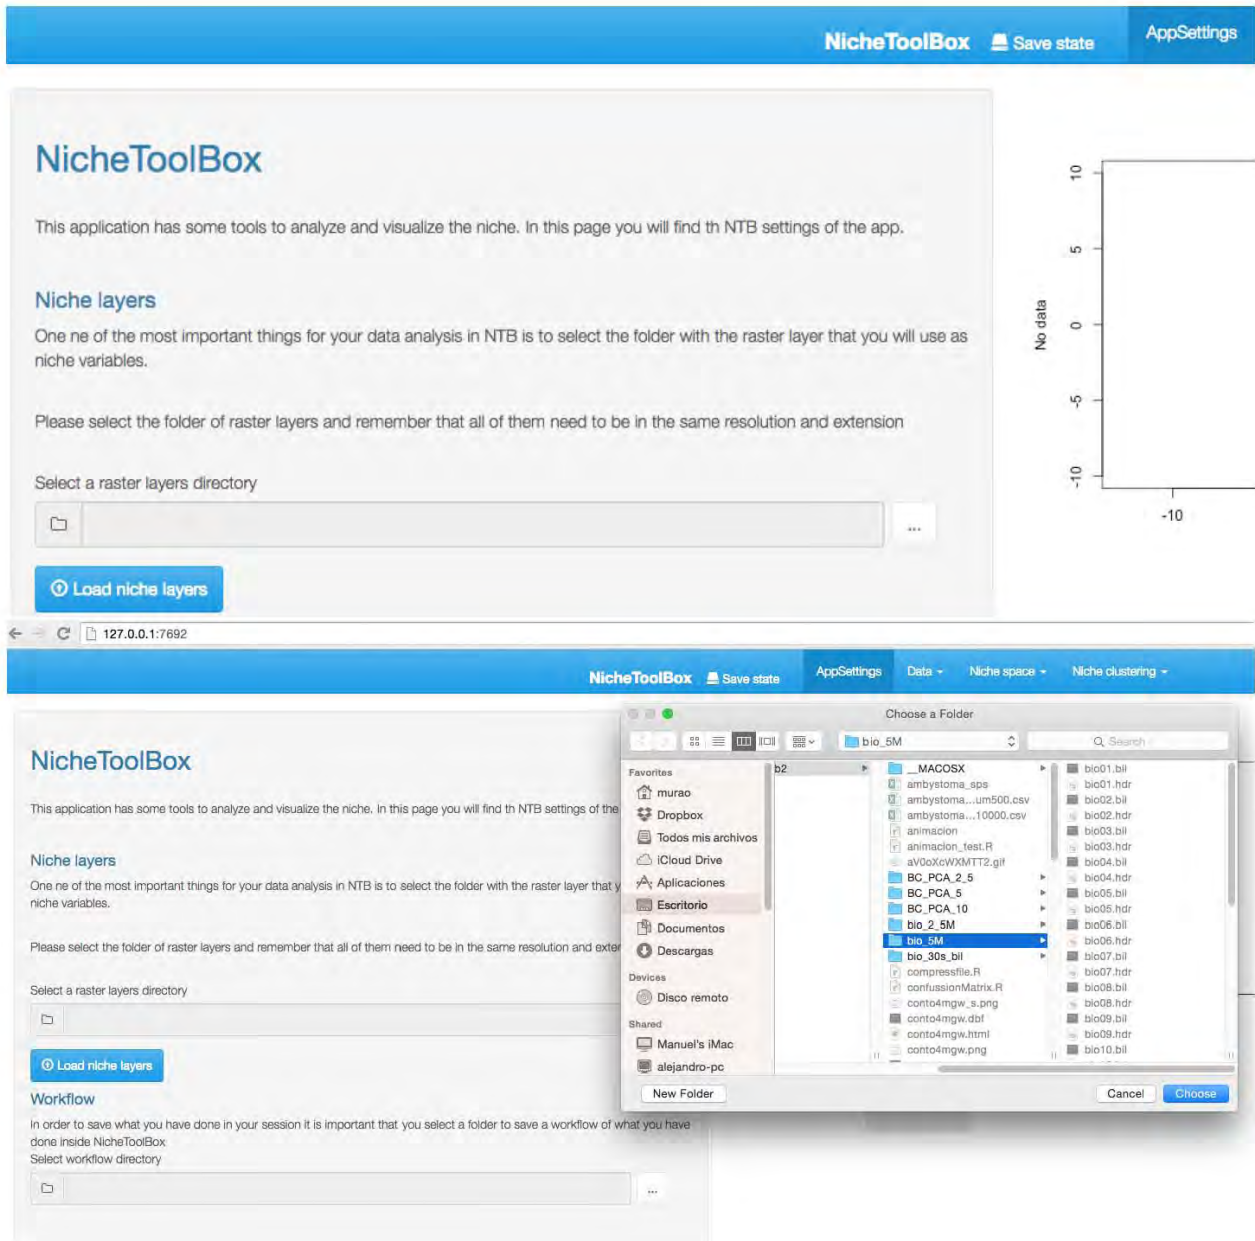 NicheToolBox Save state AppSettings
NicheToolBox
This application has some tools to analyze and visualize the niche. In this page you will find th NTB settings of the app.
Niche layers
One ne of the most important things for your data analysis in NTB is to select the folder with the raster layer that you will use as
niche variables.
Please select the folder of raster layers and remember that all of them need to be in the same resolution and extension
Select a raster layers directory
...
Load niche layers
10
5
0
-5
-10
No data
-10
127.0.0.1:7692
NicheToolBox Save state AppSettings Data Niche space Niche clustering
NicheToolBox
This application has some tools to analyze and visualize the niche. In this page you will find th NTB settings of the
Niche layers
One ne of the most important things for your data analysis in NTB is to select the folder with the raster layer that y
niche variables.
Please select the folder of raster layers and remember that all of them need to be in the same resolution and exter
Select a raster layers directory
Load niche layers
Workflow
In order to save what you have done in your session it is important that you select a folder to save a workflow of what you have
done inside NicheToolBox
Select workflow directory
...
Choose a Folder
bio_5M
Search
Favorites
murao
Dropbox
Todos mis archivos
iCloud Drive
Aplicaciones
Escritorio
Documentos
Descargas
Devices
Disco remoto
Shared
Manuel's iMac
alejandro-pc
b2
__MACOSX
ambystoma_sps
ambystoma...um500.csv
ambystoma...10000.csv
animacion
animacion_test.R
aV0oXcWXMTT2.gif
BC_PCA_2_5
BC_PCA_5
BC_PCA_10
bio_2_5M
bio_5M
bio_30s_bil
compressfile.R
confussionMatrix.R
conto4mgw_s.png
conto4mgw.dbf
conto4mgw.html
conto4mgw.png
bio01.bil
bio01.hdr
bio02.bil
bio02.hdr
bio03.bil
bio03.hdr
bio04.bil
bio04.hdr
bio05.bil
bio05.hdr
bio06.bil
bio06.hdr
bio07.bil
bio07.hdr
bio08.bil
bio08.hdr
bio09.bil
bio09.hdr
bio10.bil
New Folder
Cancel
Choose